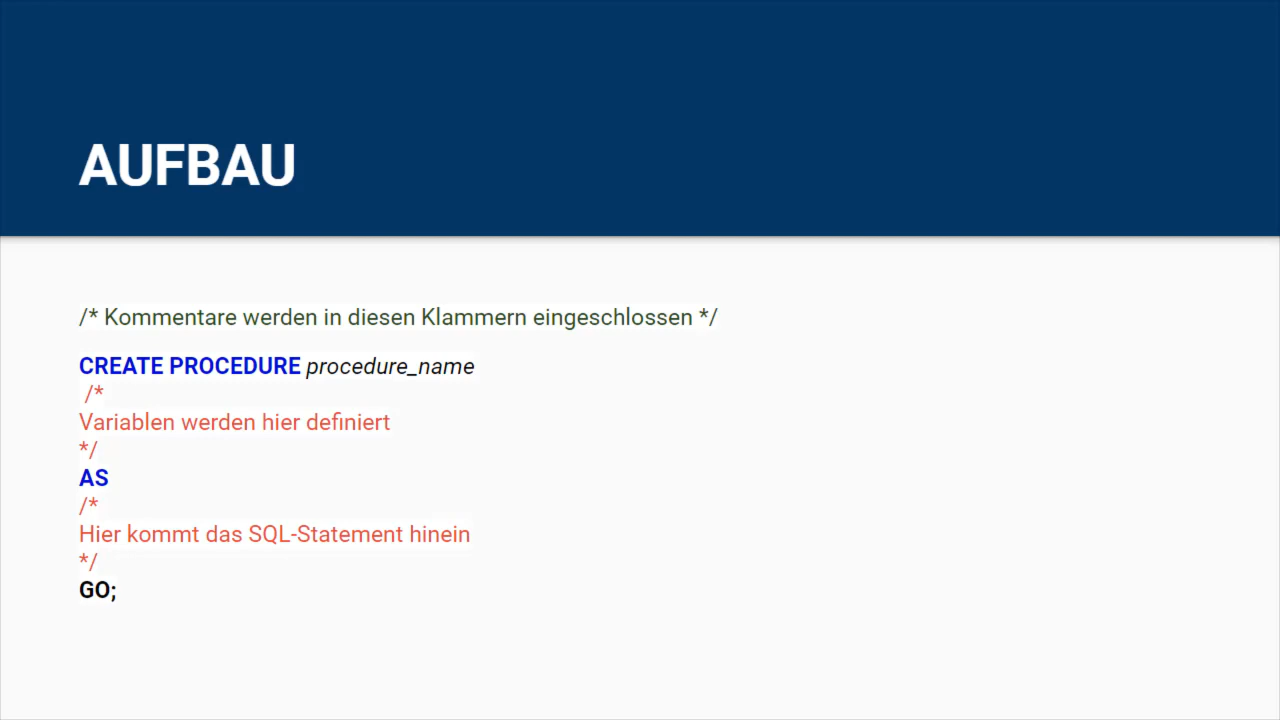 AUFBAU
/* Kommentare werden in diesen Klammern eingeschlossen */
CREATE PROCEDURE procedure_name
/*
Variablen werden hier definiert
*/
AS
/*
Hier kommt das SQL-Statement hinein
*/
GO;